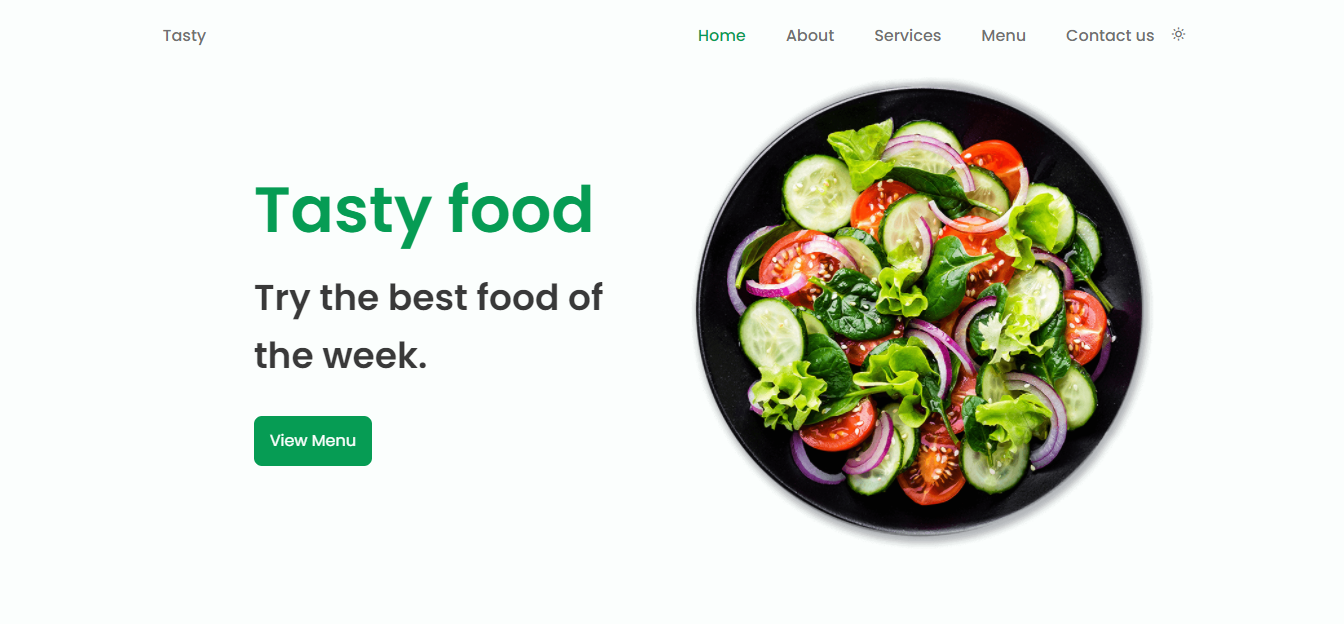 Tasty
Home About Services Menu Contact us
Tasty food
Try the best food of
the week.
View Menu